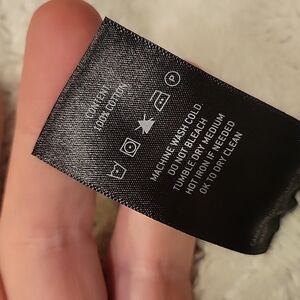 CONTENT:
100% COTTON
P
MACHINE WASH COLD
DO NOT BLEACH
TUMBLE DRY MEDIUM
HOT IRON IF NEEDED
OK TO DRY CLEAN